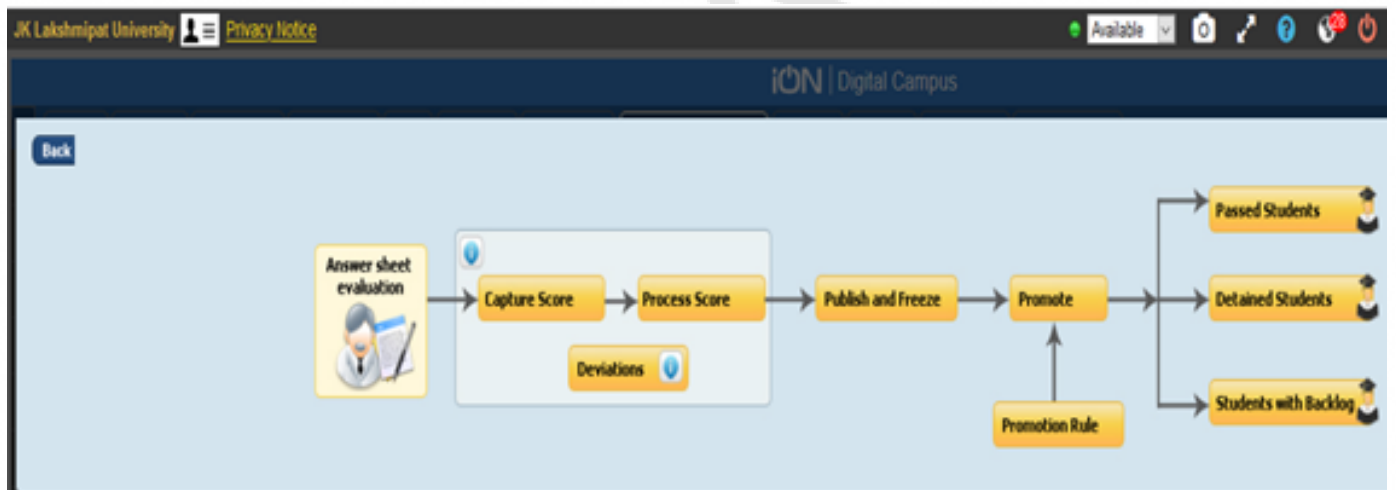 JK Lakshmipat University Privacy Notice Available 28
iON | Digital Campus
Back
Answer sheet
evaluation
Capture Score
Process Score
Deviations
Publish and Freeze
Promote
Promotion Rule
Passed Students
Detained Students
Students with Backlog